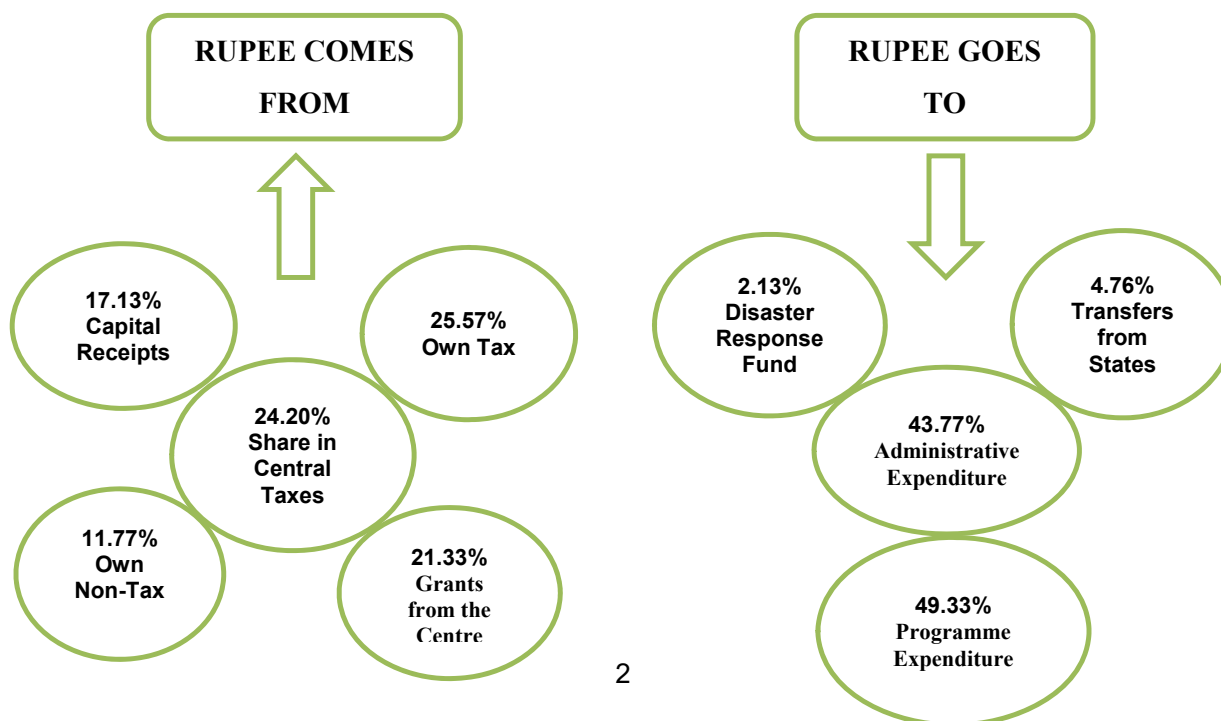 RUPEE COMES
FROM
17.13%
Capital
Receipts
25.57%
Own Tax
24.20%
Share in
Central
Taxes
11.77%
Own
Non-Tax
21.33%
Grants
from the
Centre
RUPEE GOES
TO
2.13%
Disaster
Response
Fund
4.76%
Transfers
from
States
43.77%
Administrative
Expenditure
49.33%
Programme
Expenditure
2